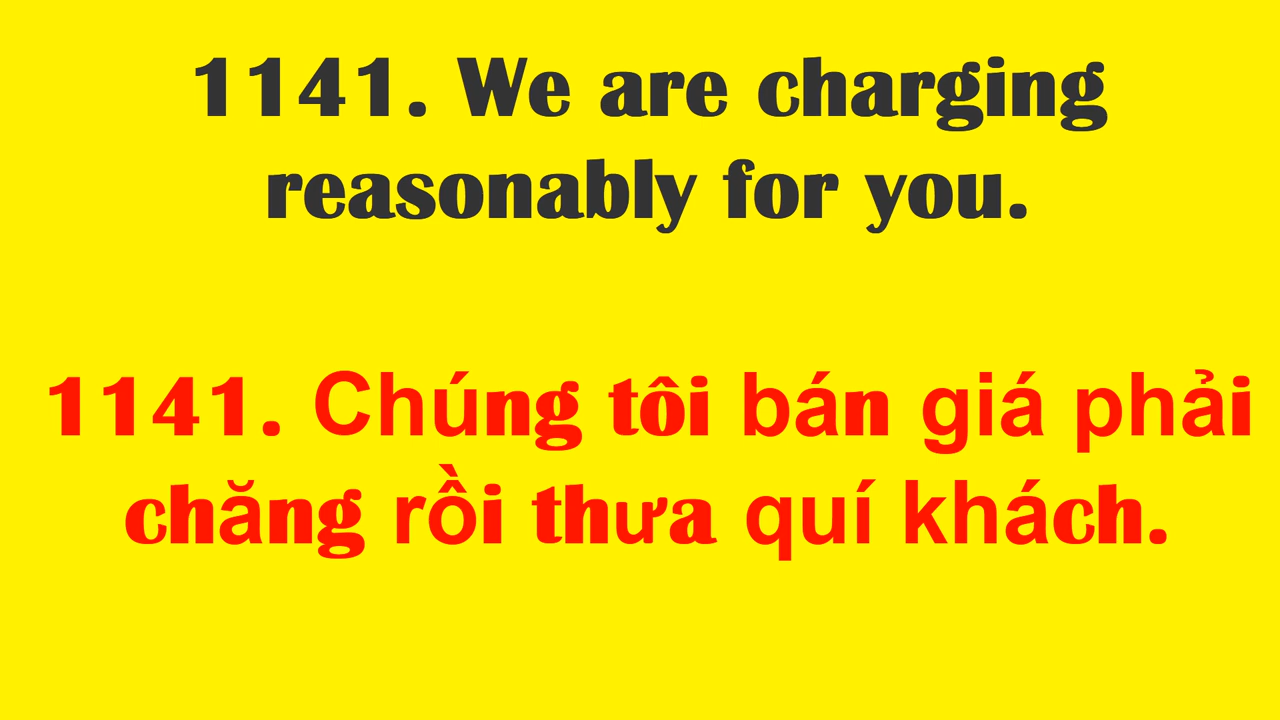 1141. We are charging
reasonably for you.
1141. Chúng tôi bán giá phải
chăng rồi thưa quí khách.